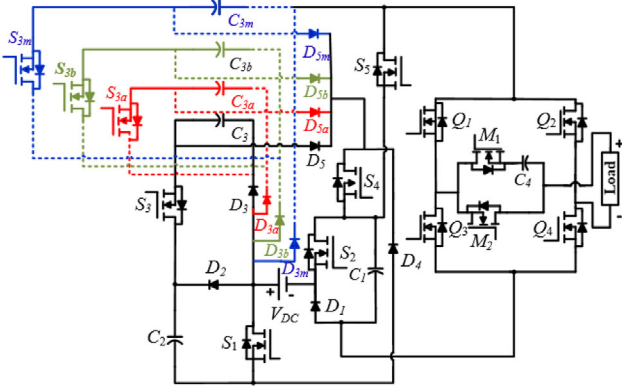 S3m
C3m
D5m
S3b
C3b
D5b
S3a
C3a
D5a
C3
D5
S5
Q1
Q2
M1
C4
Load
+
-
S3
D3
S4
D3a
D3b
D3m
S2
C1
D4
Q3
M2
Q4
D2
+
-
VDC
D1
C2
S1